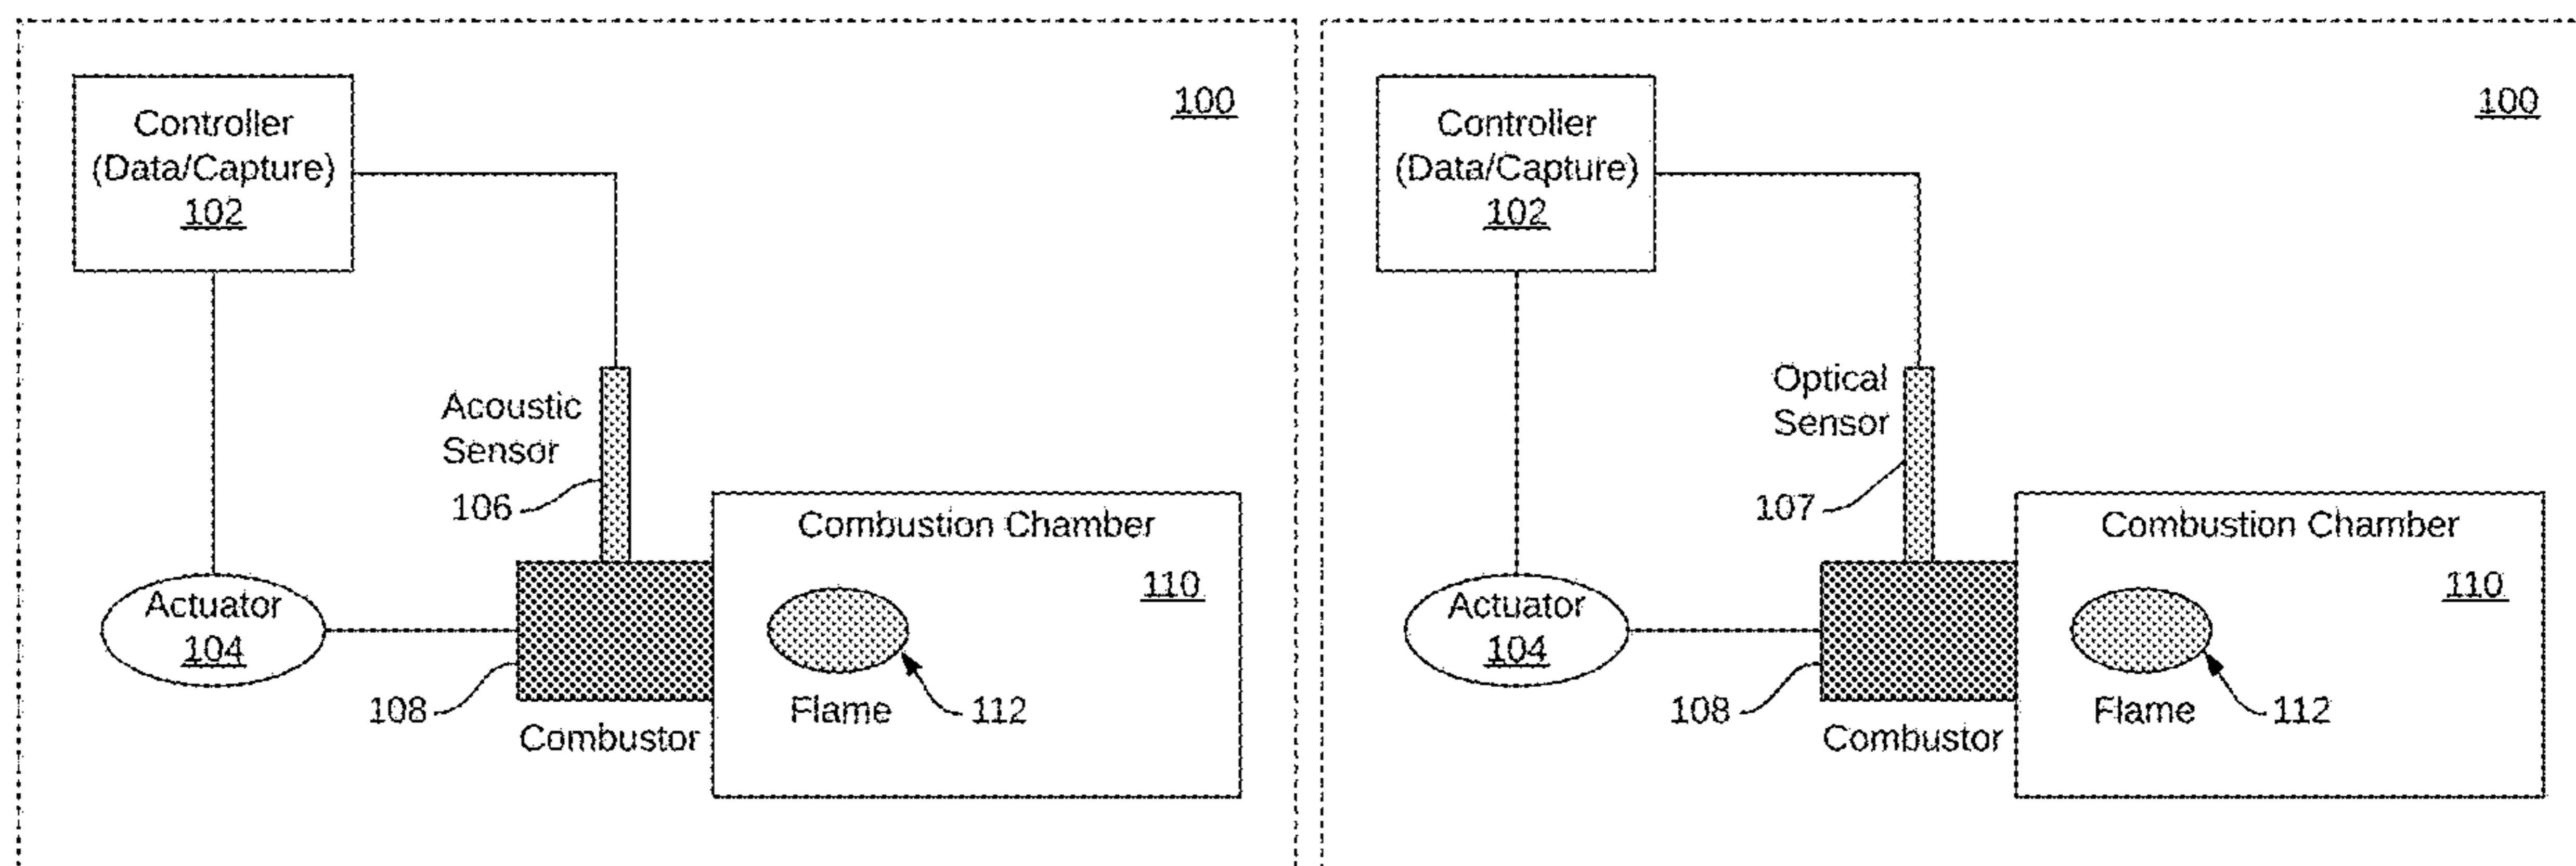 100
Controller
(Data/Capture)
102
Acoustic
Sensor
106
Combustion Chamber
110
Actuator
104
108
Flame
112
Combustor
100
Controller
(Data/Capture)
102
Optical
Sensor
107
Combustion Chamber
110
Actuator
104
108
Flame
112
Combustor